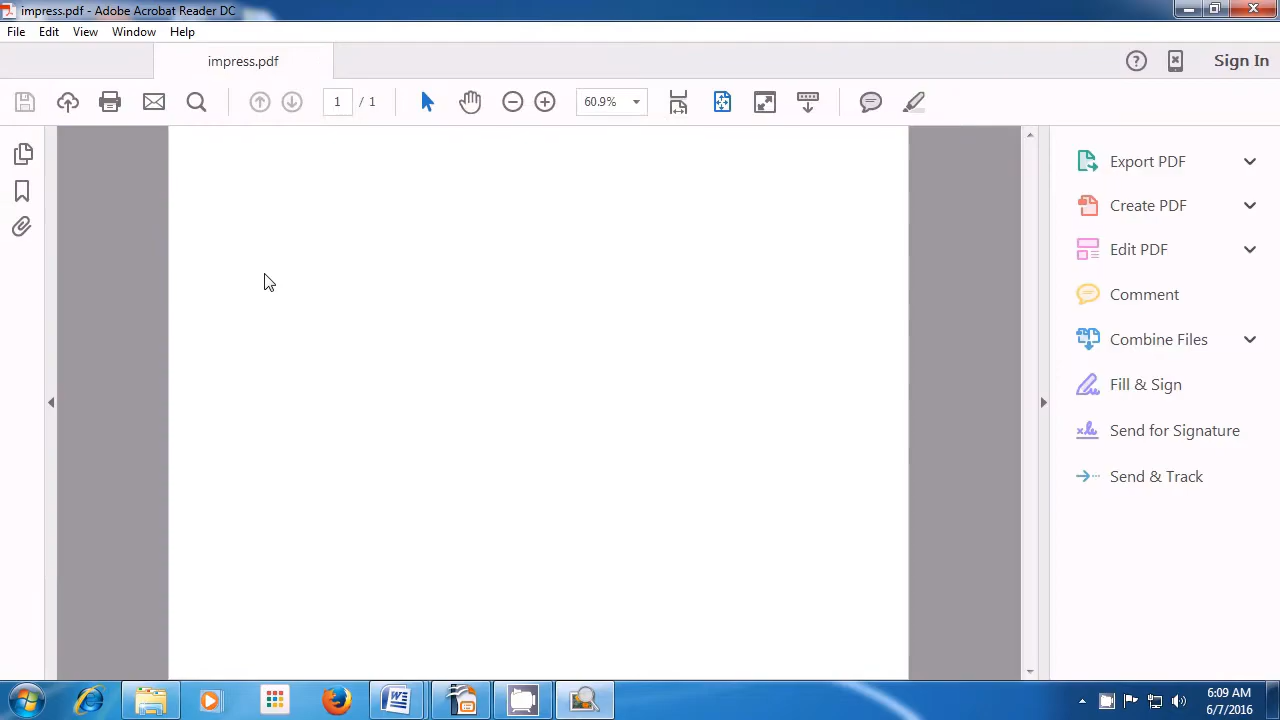 impress.pdf - Adobe Acrobat Reader DC
File Edit View Window Help
impress.pdf
Sign In
1 / 1
60.9%
Export PDF
Create PDF
Edit PDF
Comment
Combine Files
Fill & Sign
Send for Signature
Send & Track
6:09 AM
6/7/2016